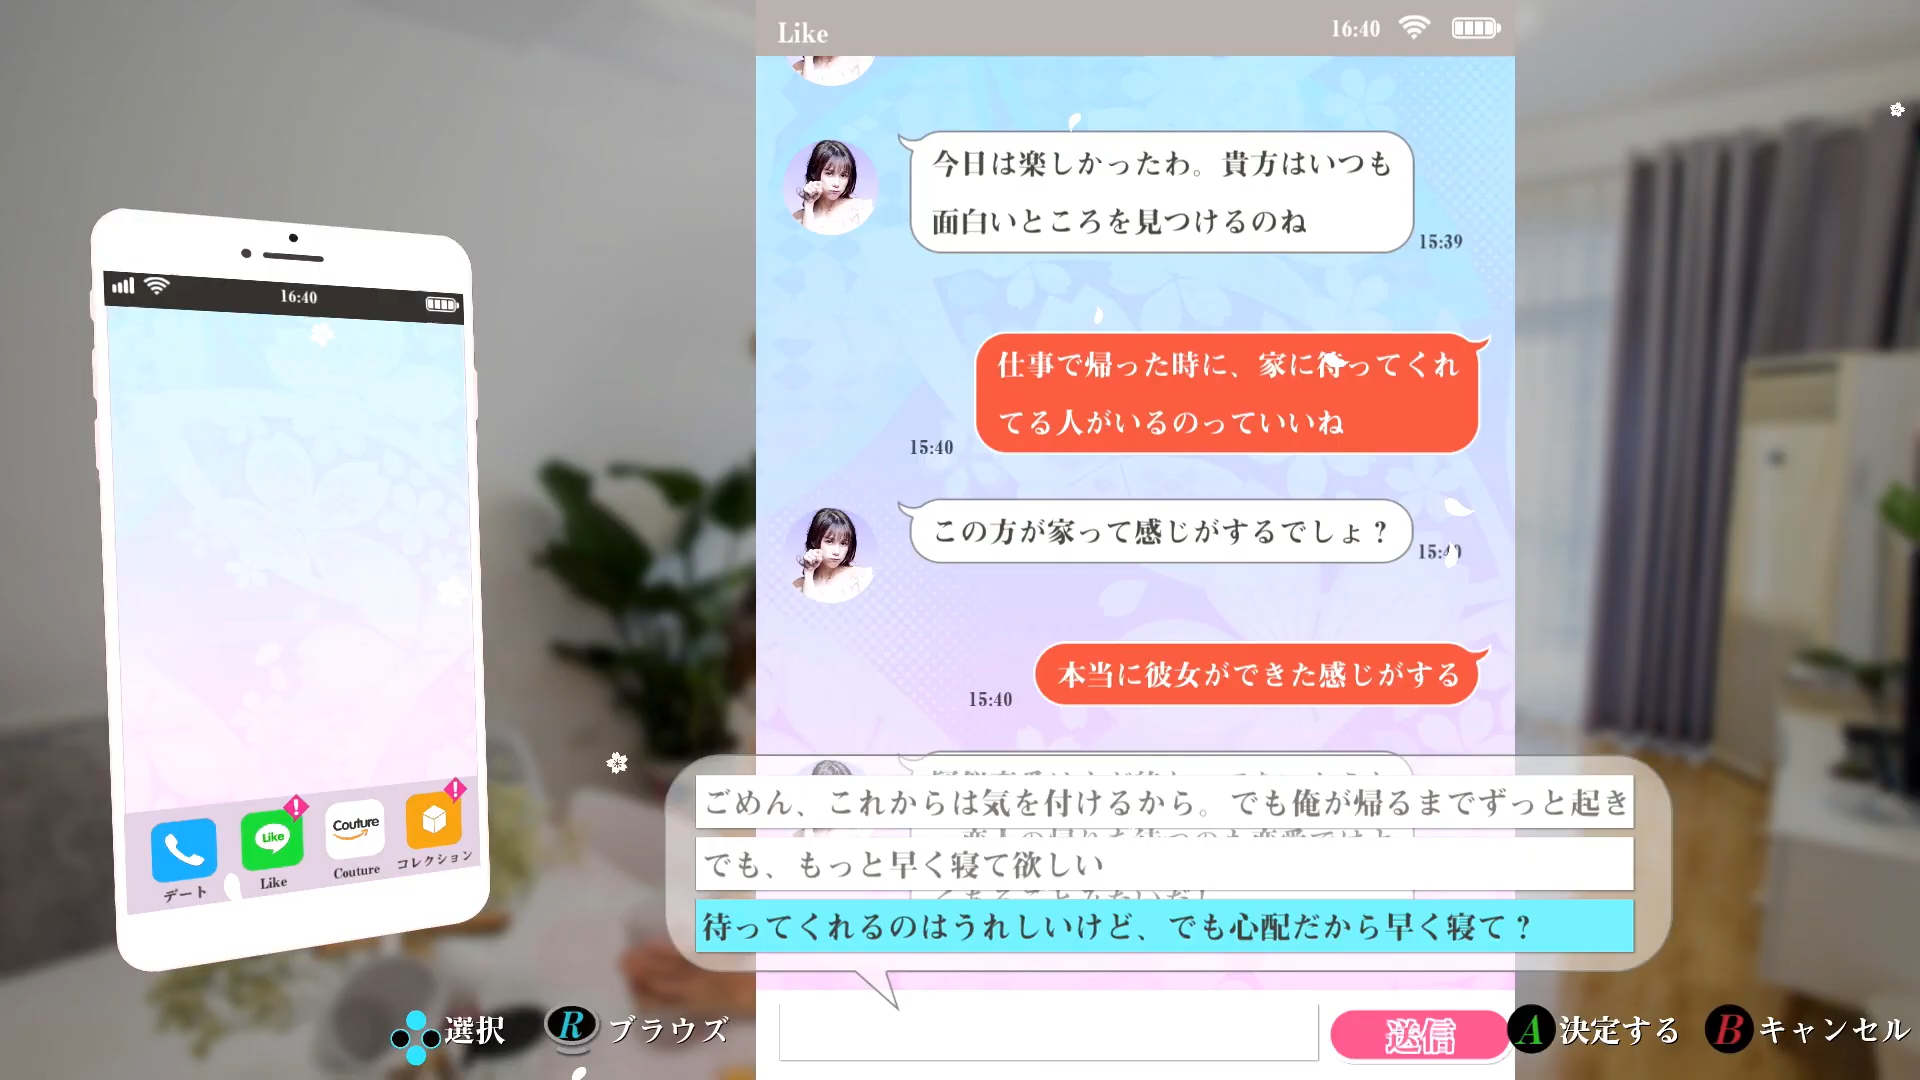 Like
16:40
今日は楽しかったわ。貴方はいつも
面白いところを見つけるのね
15:39
仕事で帰った時に、家に待ってくれ
てる人がいるのっていいね
15:40
この方が家って感じがするでしょ？
15:40
本当に彼女ができた感じがする
15:40
ごめん、これからは気を付けるから。でも俺が帰るまでずっと起き
でも、もっと早く寝て欲しい
待ってくれるのはうれしいけど、でも心配だから早く寝て？
送信
16:40
デート
Like
Like
Couture
Couture
コレクション
選択
R ブラウズ
A 決定する
B キャンセル